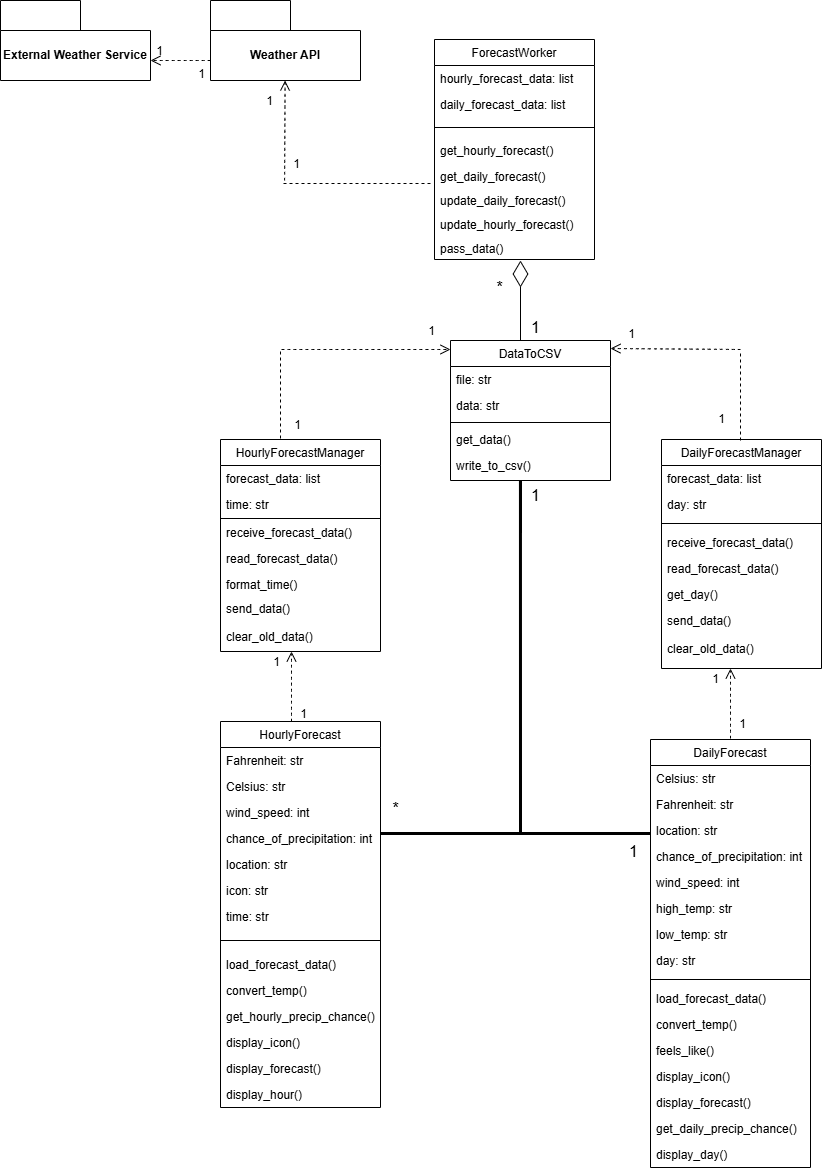 External Weather Service
1
1
Weather API
1
1
ForecastWorker
hourly_forecast_data: list
daily_forecast_data: list
get_hourly_forecast()
get_daily_forecast()
update_daily_forecast()
update_hourly_forecast()
pass_data()
*
1
DataToCSV
file: str
data: str
get_data()
write_to_csv()
1
1
1
HourlyForecastManager
forecast_data: list
time: str
receive_forecast_data()
read_forecast_data()
format_time()
send_data()
clear_old_data()
1
1
1
1
DailyForecastManager
forecast_data: list
day: str
receive_forecast_data()
read_forecast_data()
get_day()
send_data()
clear_old_data()
1
1
HourlyForecast
Fahrenheit: str
Celsius: str
wind_speed: int
chance_of_precipitation: int
location: str
icon: str
time: str
load_forecast_data()
convert_temp()
get_hourly_precip_chance()
display_icon()
display_forecast()
display_hour()
*
1
DailyForecast
Celsius: str
Fahrenheit: str
location: str
chance_of_precipitation: int
wind_speed: int
high_temp: str
low_temp: str
day: str
load_forecast_data()
convert_temp()
feels_like()
display_icon()
display_forecast()
get_daily_precip_chance()
display_day()